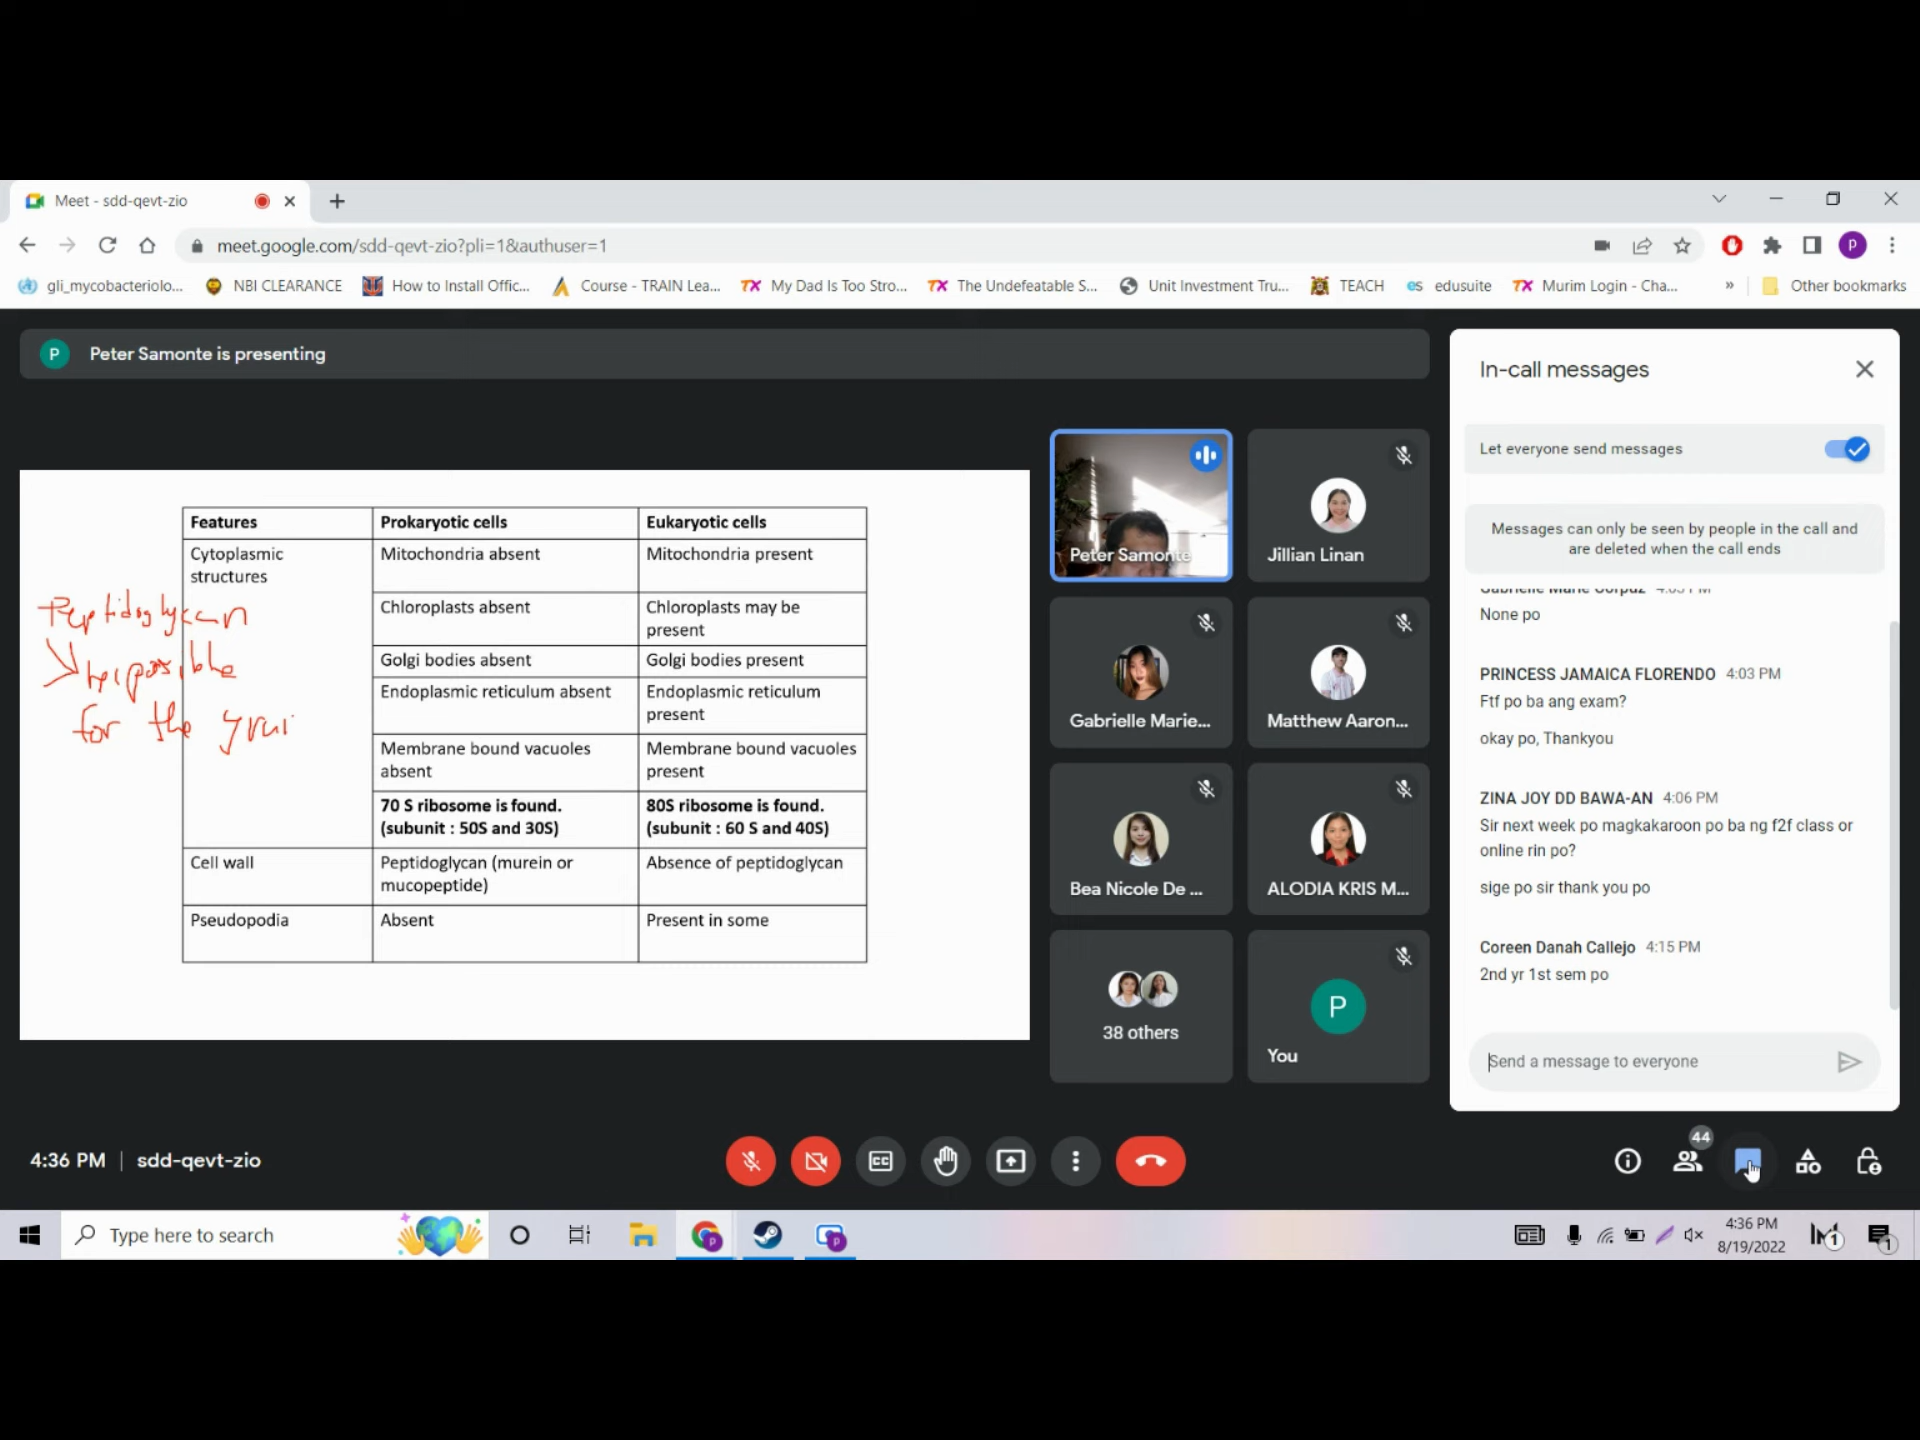 Meet - sdd-qevt-zio
meet.google.com/sdd-qevt-zio?pli=1&authuser=1
P
gli_mycobacteriolo...
NBI CLEARANCE
How to Install Offic...
Course - TRAIN Lea...
TX My Dad Is Too Stro...
TX The Undefeatable S...
Unit Investment Tru...
TEACH
es edusuite
TX Murim Login - Cha...
»
Other bookmarks
P Peter Samonte is presenting
Features Prokaryotic cells Eukaryotic cells
Cytoplasmic structures
Mitochondria absent Mitochondria present
Chloroplasts absent Chloroplasts may be present
Golgi bodies absent Golgi bodies present
Endoplasmic reticulum absent Endoplasmic reticulum present
Membrane bound vacuoles absent Membrane bound vacuoles present
70 S ribosome is found. (subunit : 50S and 30S) 80S ribosome is found. (subunit : 60 S and 40S)
Cell wall Peptidoglycan (murein or mucopeptide) Absence of peptidoglycan
Pseudopodia Absent Present in some
Peptidoglycan
for the
Peter Samonte
Jillian Linan
Gabrielle Marie...
Matthew Aaron...
Bea Nicole De ...
ALODIA KRIS M...
38 others
P
You
In-call messages
Let everyone send messages
Messages can only be seen by people in the call and
are deleted when the call ends
None po
PRINCESS JAMAICA FLORENDO 4:03 PM
Ftf po ba ang exam?
okay po, Thankyou
ZINA JOY DD BAWA-AN 4:06 PM
Sir next week po magkakaroon po ba ng f2f class or
online rin po?
sige po sir thank you po
Coreen Danah Callejo 4:15 PM
2nd yr 1st sem po
Send a message to everyone
4:36 PM | sdd-qevt-zio
CC
44
Type here to search
4:36 PM
8/19/2022
1
1